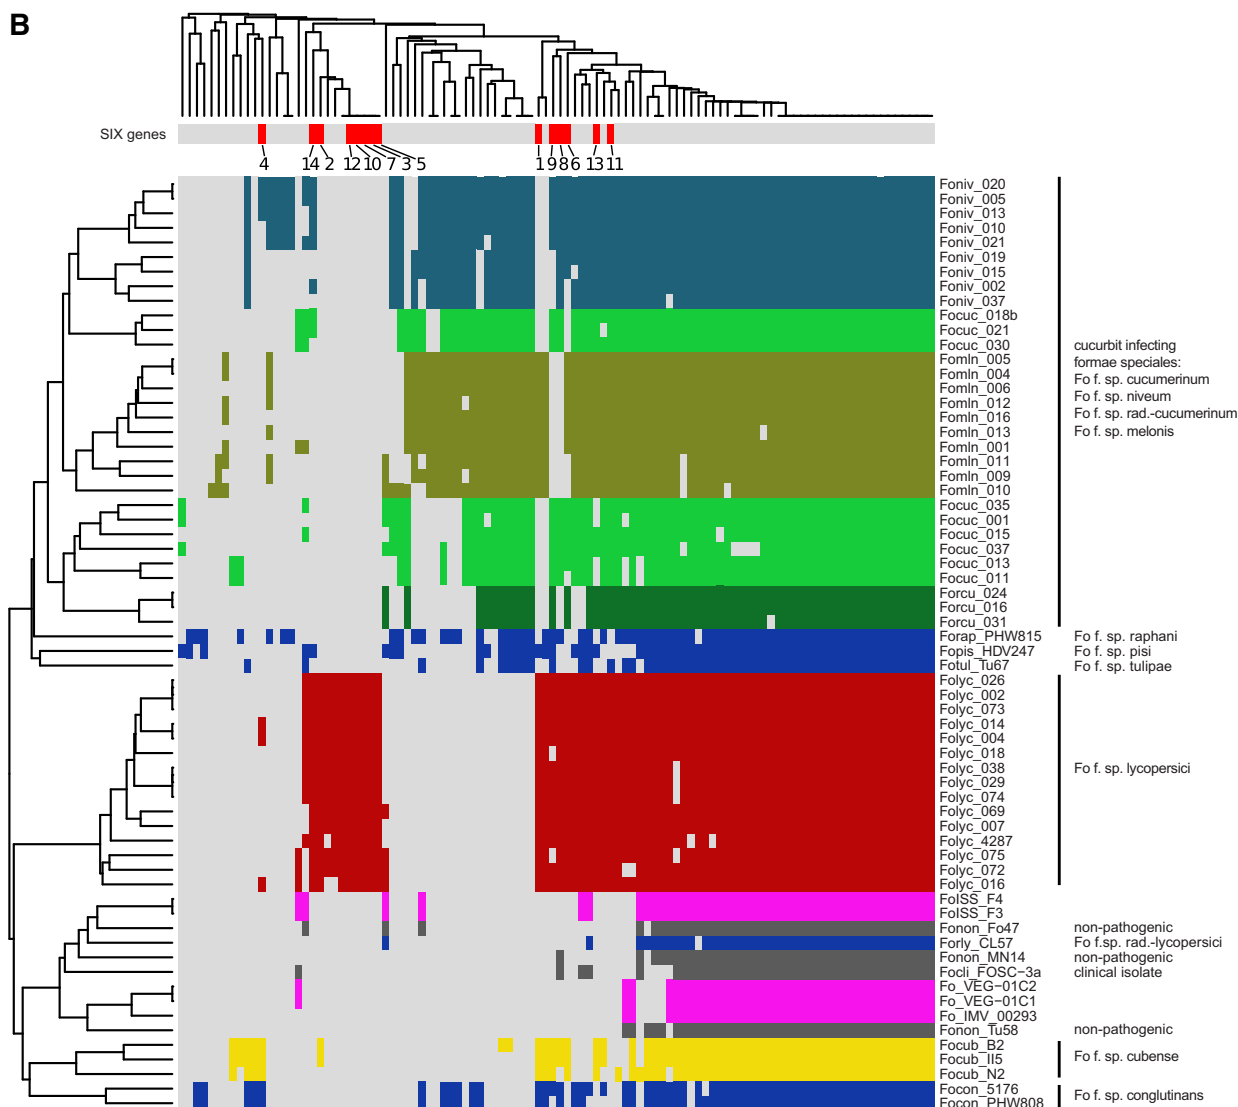 B
SIX genes
4 14 2 12 10 7 3 5 1 9 8 6 13 11
Foniv_020
Foniv_005
Foniv_013
Foniv_010
Foniv_021
Foniv_019
Foniv_015
Foniv_002
Foniv_037
Focuc_018b
Focuc_021
Focuc_030
Fomln_005
Fomln_004
Fomln_006
Fomln_012
Fomln_016
Fomln_013
Fomln_001
Fomln_011
Fomln_009
Fomln_010
Focuc_035
Focuc_001
Focuc_015
Focuc_037
Focuc_013
Focuc_011
Forcu_024
Forcu_016
Forcu_031
cucurbit infecting
formae speciales:
Fo f. sp. cucumerinum
Fo f. sp. niveum
Fo f. sp. rad.-cucumerinum
Fo f. sp. melonis
Forap_PHW815 Fo f. sp. raphani
Fopis_HDV247 Fo f. sp. pisi
Fotul_Tu67 Fo f. sp. tulipae
Folyc_026
Folyc_002
Folyc_073
Folyc_014
Folyc_004
Folyc_018
Folyc_038 Fo f. sp. lycopersici
Folyc_029
Folyc_074
Folyc_069
Folyc_007
Folyc_4287
Folyc_075
Folyc_072
Folyc_016
FoISS_F4
FoISS_F3
Fonon_Fo47 non-pathogenic
Forly_CL57 Fo f.sp. rad.-lycopersici
Fonon_MN14 non-pathogenic
Focli_FOSC−3a clinical isolate
Fo_VEG−01C2
Fo_VEG−01C1
Fo_IMV_00293
Fonon_Tu58 non-pathogenic
Focub_B2
Focub_II5 Fo f. sp. cubense
Focub_N2
Focon_5176
Focon_PHW808 Fo f. sp. conglutinans